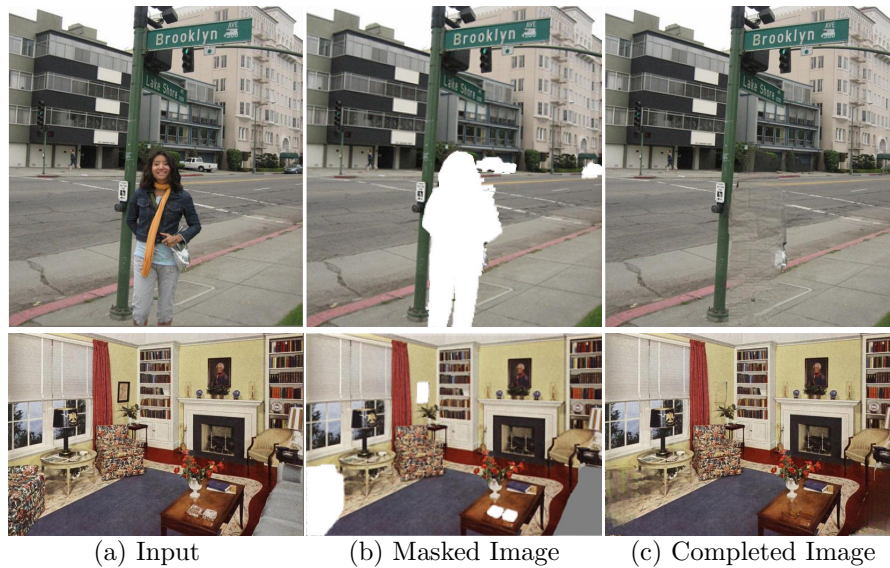 Brooklyn AVE
Lake Shore
Brooklyn AVE
Lake Shore
Brooklyn AVE
Lake Shore
(a) Input
(b) Masked Image
(c) Completed Image